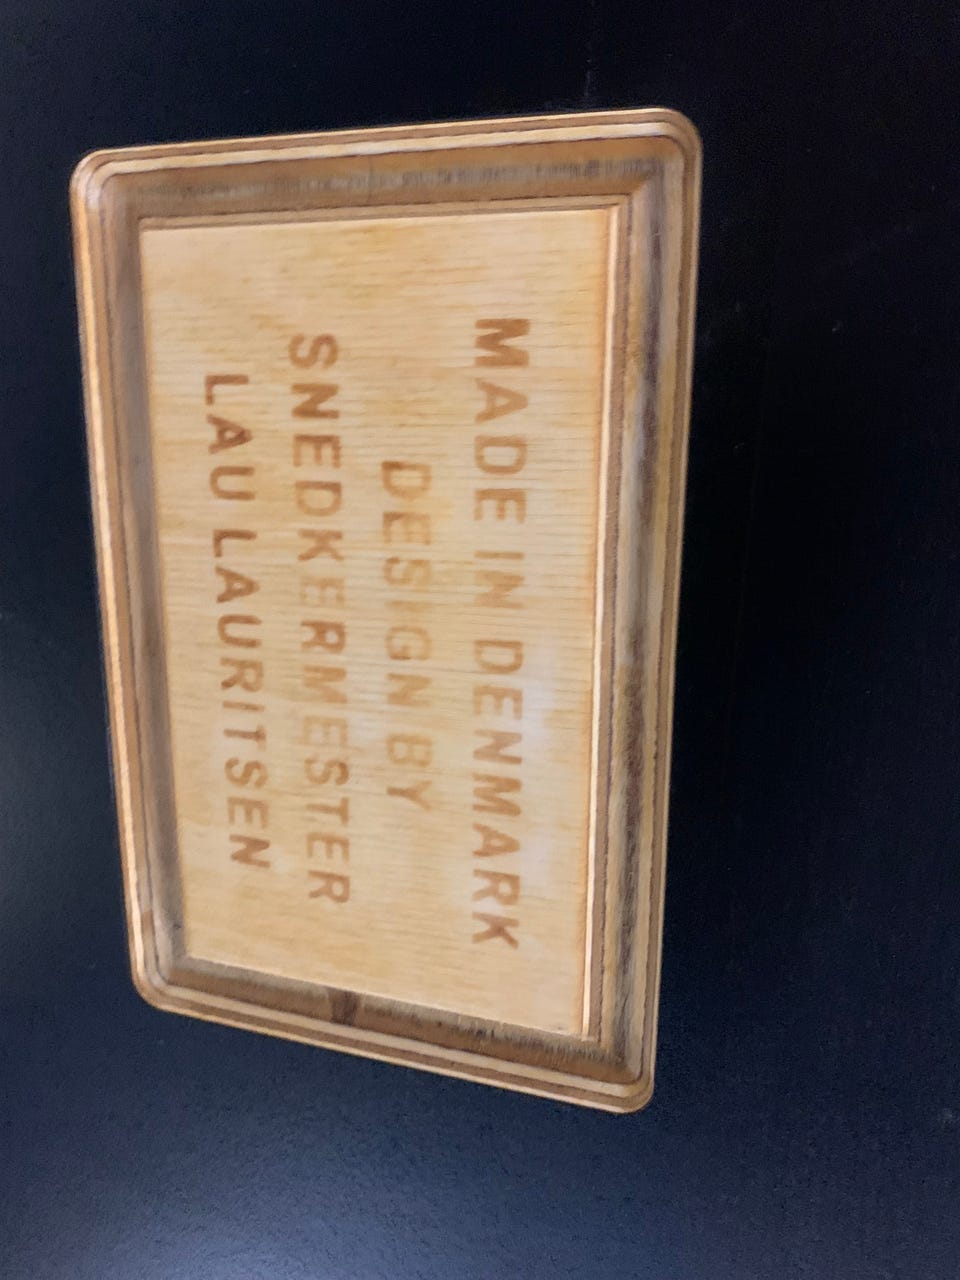 MADE IN DENMARK
DESIGN BY
SNEDKERMESTER
LAU LAURITSEN